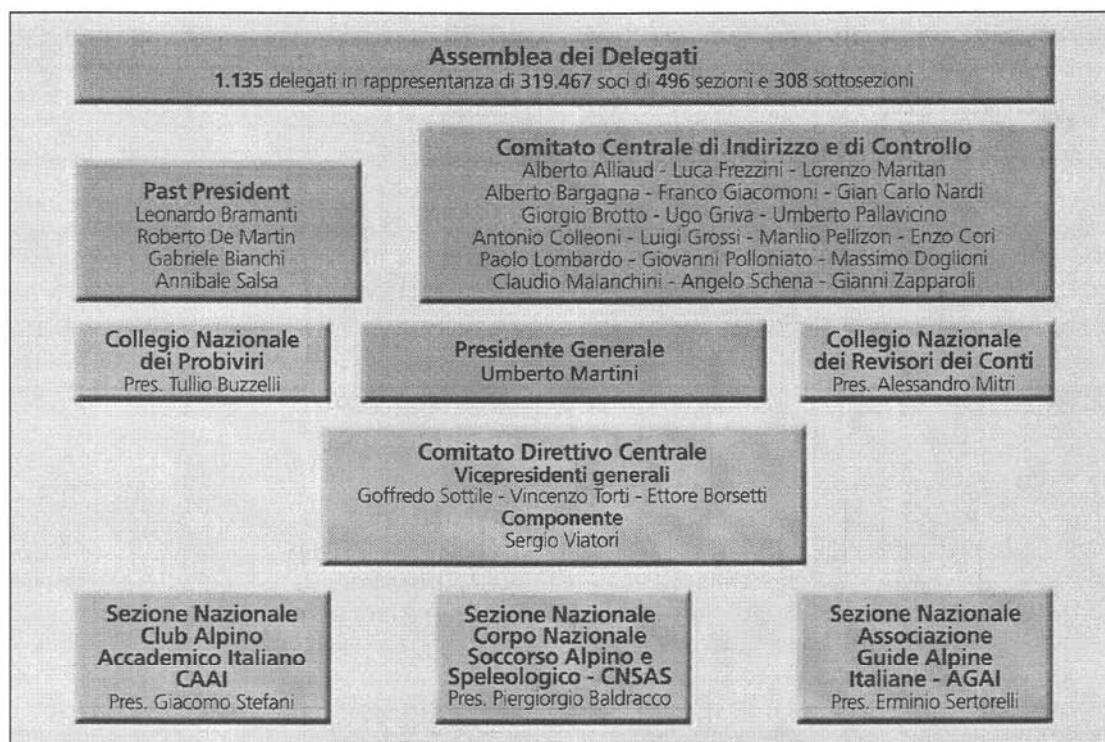 Assemblea dei Delegati
1.135 delegati in rappresentanza di 319.467 soci di 496 sezioni e 308 sottosezioni
Past President
Leonardo Bramanti
Roberto De Martin
Gabriele Bianchi
Annibale Salsa
Comitato Centrale di Indirizzo e di Controllo
Alberto Alliaud - Luca Frezzini - Lorenzo Maritan
Alberto Bargagna - Franco Giacomoni - Gian Carlo Nardi
Giorgio Brotto - Ugo Griva - Umberto Pallavicino
Antonio Colleoni - Luigi Grossi - Manlio Pellizon - Enzo Cori
Paolo Lombardo - Giovanni Polloniato - Massimo Doglioni
Claudio Malanchini - Angelo Schena - Gianni Zapparoli
Collegio Nazionale
dei Probiviri
Pres. Tullio Buzzelli
Presidente Generale
Umberto Martini
Collegio Nazionale
dei Revisori dei Conti
Pres. Alessandro Mitri
Comitato Direttivo Centrale
Vicepresidenti generali
Goffredo Sottile - Vincenzo Torti - Ettore Borsetti
Componente
Sergio Viatori
Sezione Nazionale
Club Alpino
Accademico Italiano
CAAI
Pres. Giacomo Stefani
Sezione Nazionale
Corpo Nazionale
Soccorso Alpino e
Speleologico - CNSAS
Pres. Piergiorgio Baldracco
Sezione Nazionale
Associazione
Guide Alpine
Italiane - AGAI
Pres. Erminio Sertorelli